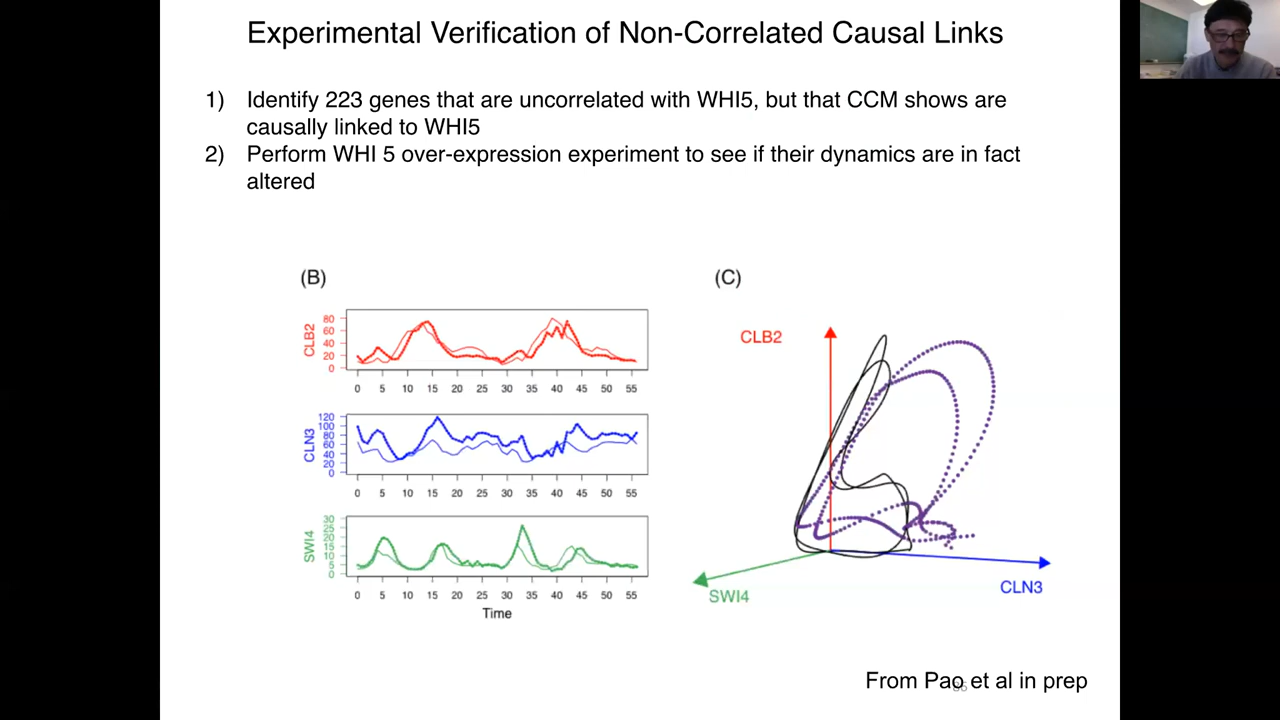 Experimental Verification of Non-Correlated Causal Links
1) Identify 223 genes that are uncorrelated with WHI5, but that CCM shows are
causally linked to WHI5
2) Perform WHI 5 over-expression experiment to see if their dynamics are in fact
altered
(B)
CLB2
80
60
40
20
0
0 5 10 15 20 25 30 35 40 45 50 55
CLN3
120
100
80
60
40
20
0
0 5 10 15 20 25 30 35 40 45 50 55
SWI4
30
25
20
15
10
5
0
0 5 10 15 20 25 30 35 40 45 50 55
Time
(C)
CLB2
CLN3
SWI4
From Pao et al in prep